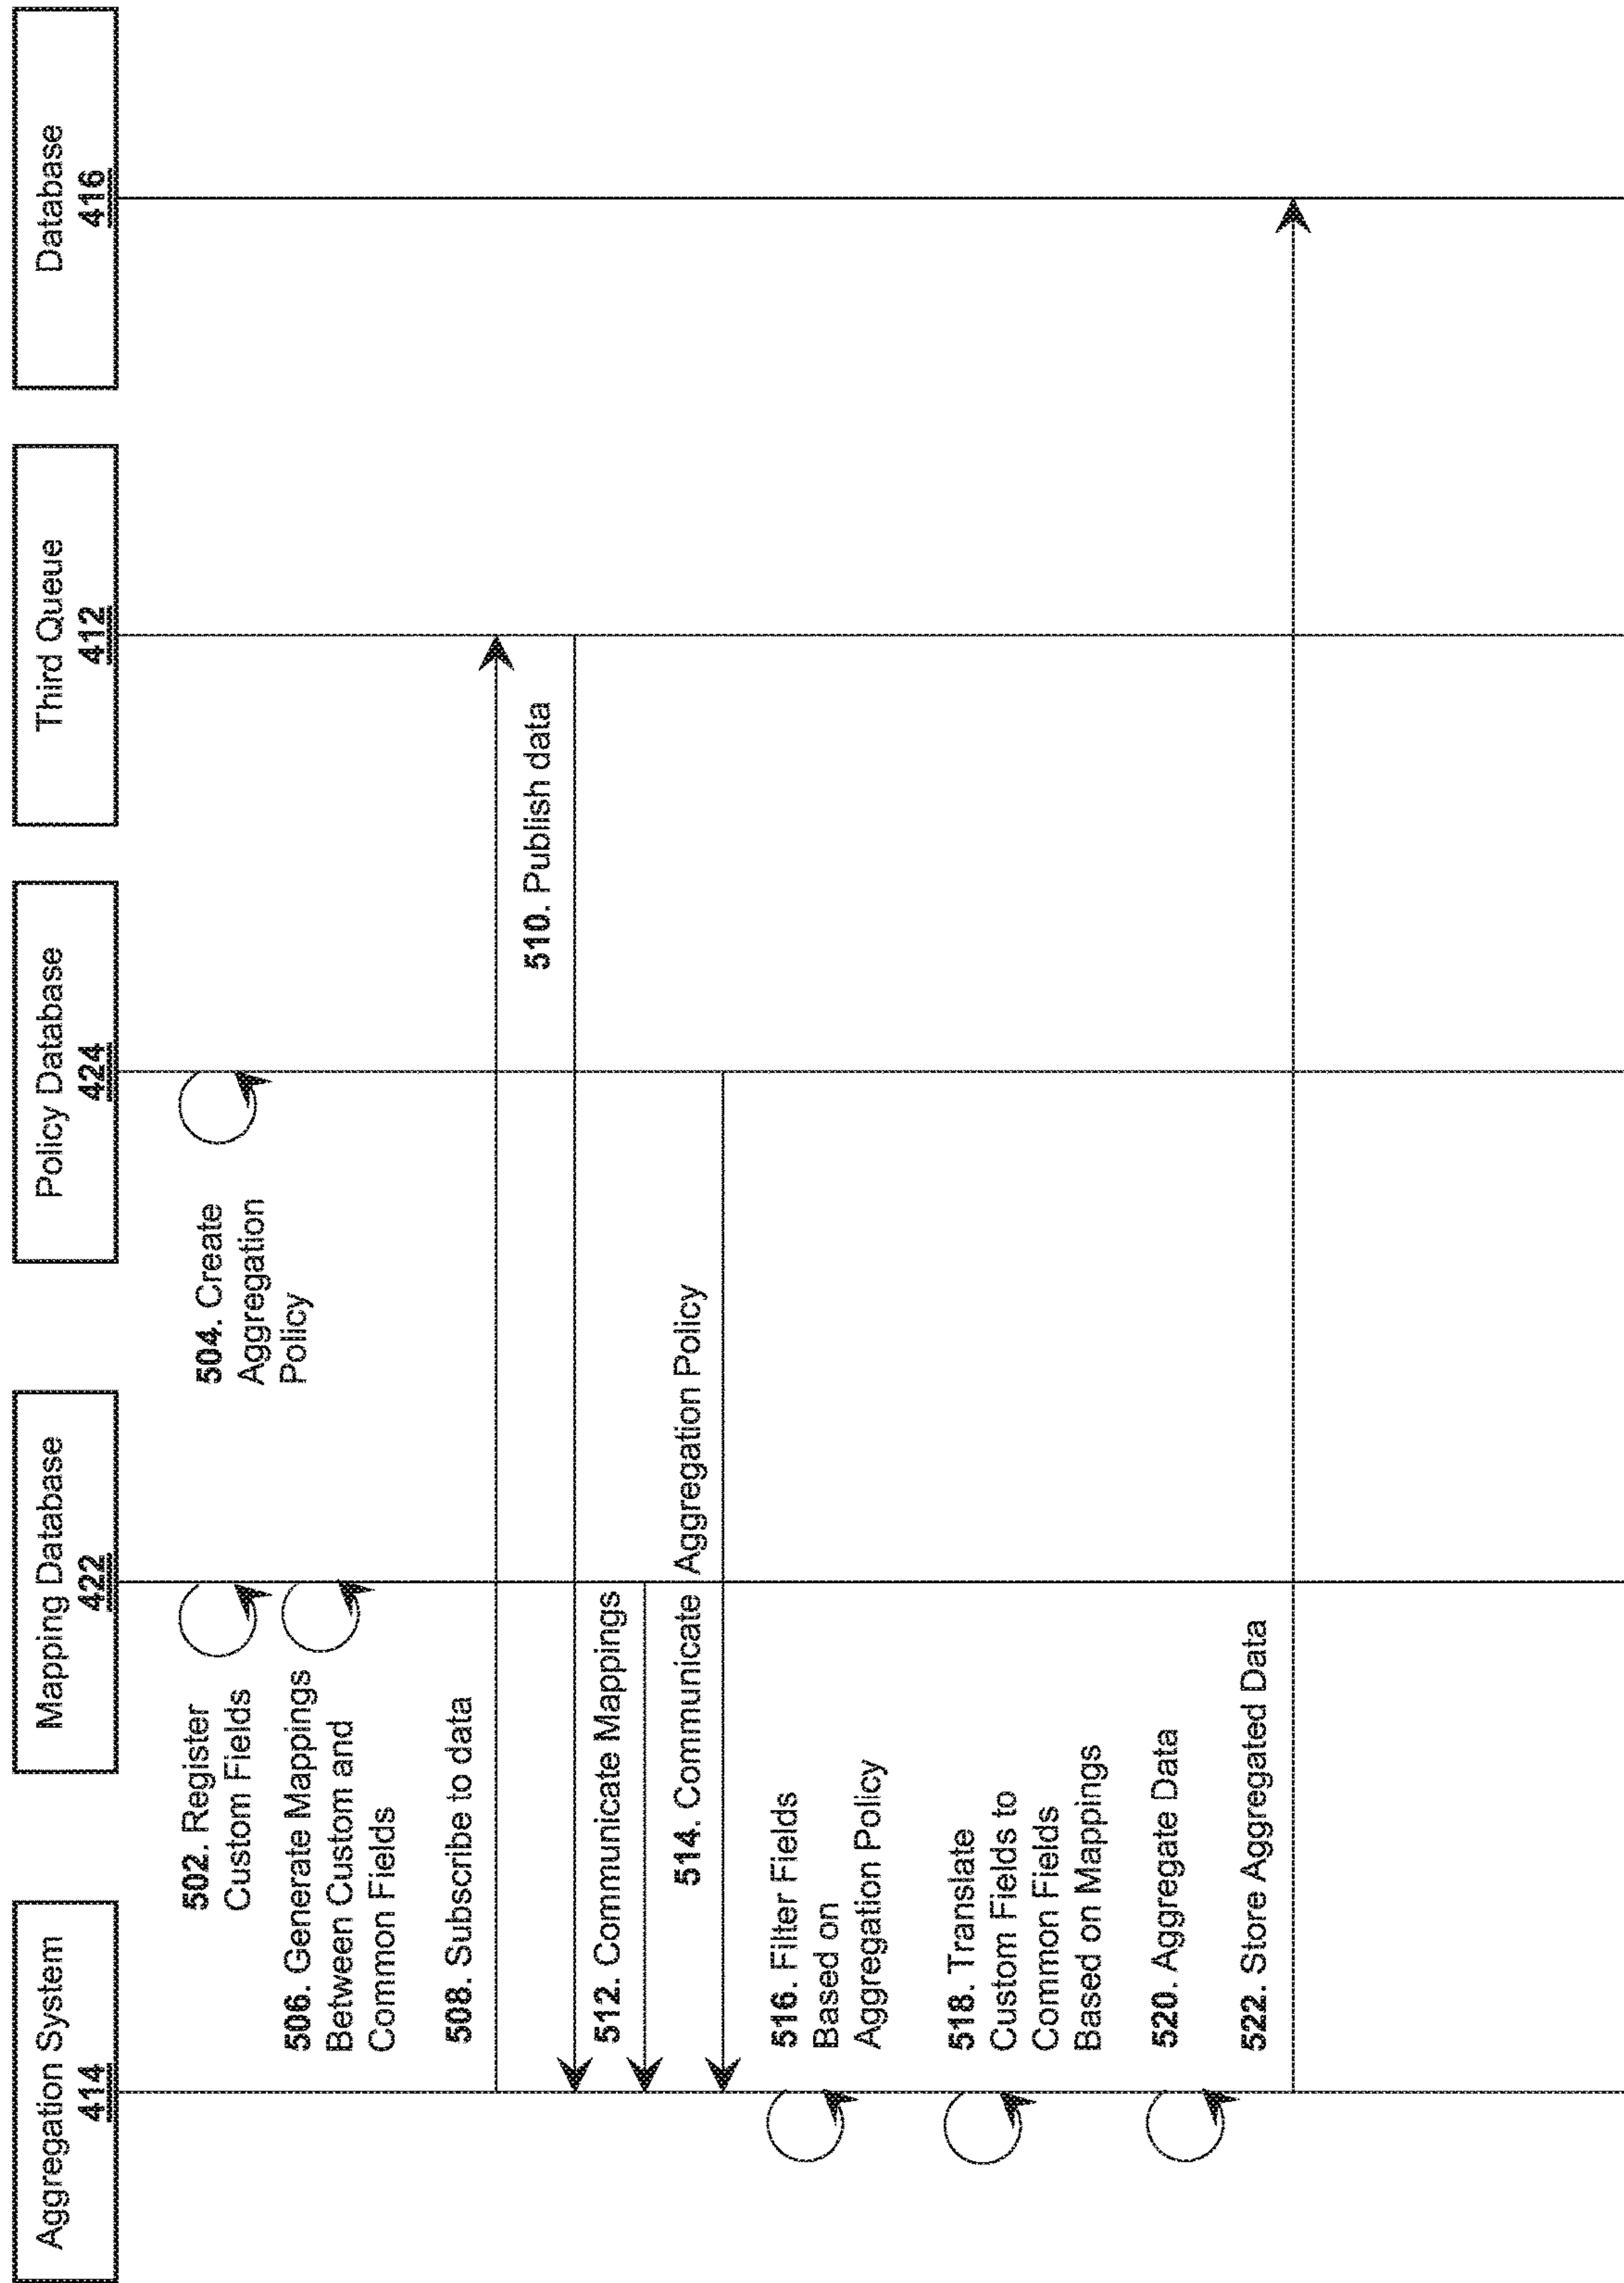 Aggregation System
414
Mapping Database
422
Policy Database
424
Third Queue
412
Database
416
502. Register
Custom Fields
504. Create
Aggregation
Policy
506. Generate Mappings
Between Custom and
Common Fields
508. Subscribe to data
510. Publish data
512. Communicate Mappings
514. Communicate Aggregation Policy
516. Filter Fields
Based on
Aggregation Policy
518. Translate
Custom Fields to
Common Fields
Based on Mappings
520. Aggregate Data
522. Store Aggregated Data